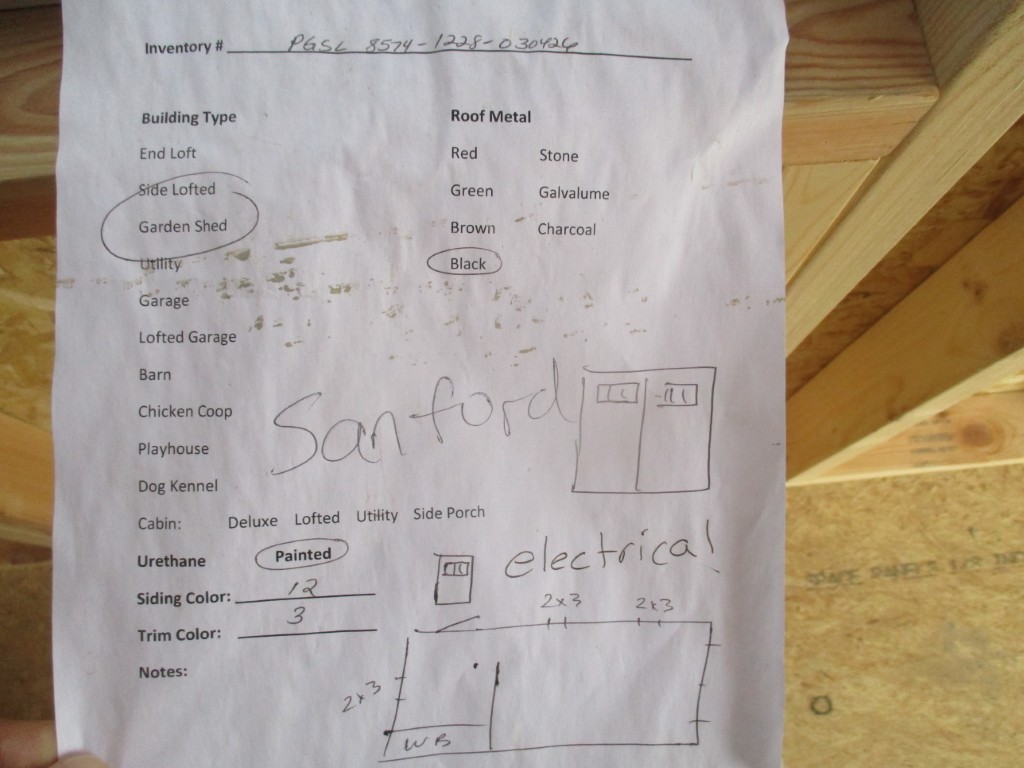 Inventory # PGSL 8574-1228-030426
Building Type
End Loft
Side Lofted
Garden Shed
Utility
Garage
Lofted Garage
Barn
Chicken Coop
Playhouse
Dog Kennel
Cabin: Deluxe Lofted Utility Side Porch
Roof Metal
Red Stone
Green Galvalume
Brown Charcoal
Black
Sanford
Urethane Painted
Siding Color: 12
Trim Color: 3
Notes:
electrical
2x3 2x3
2x3
WB